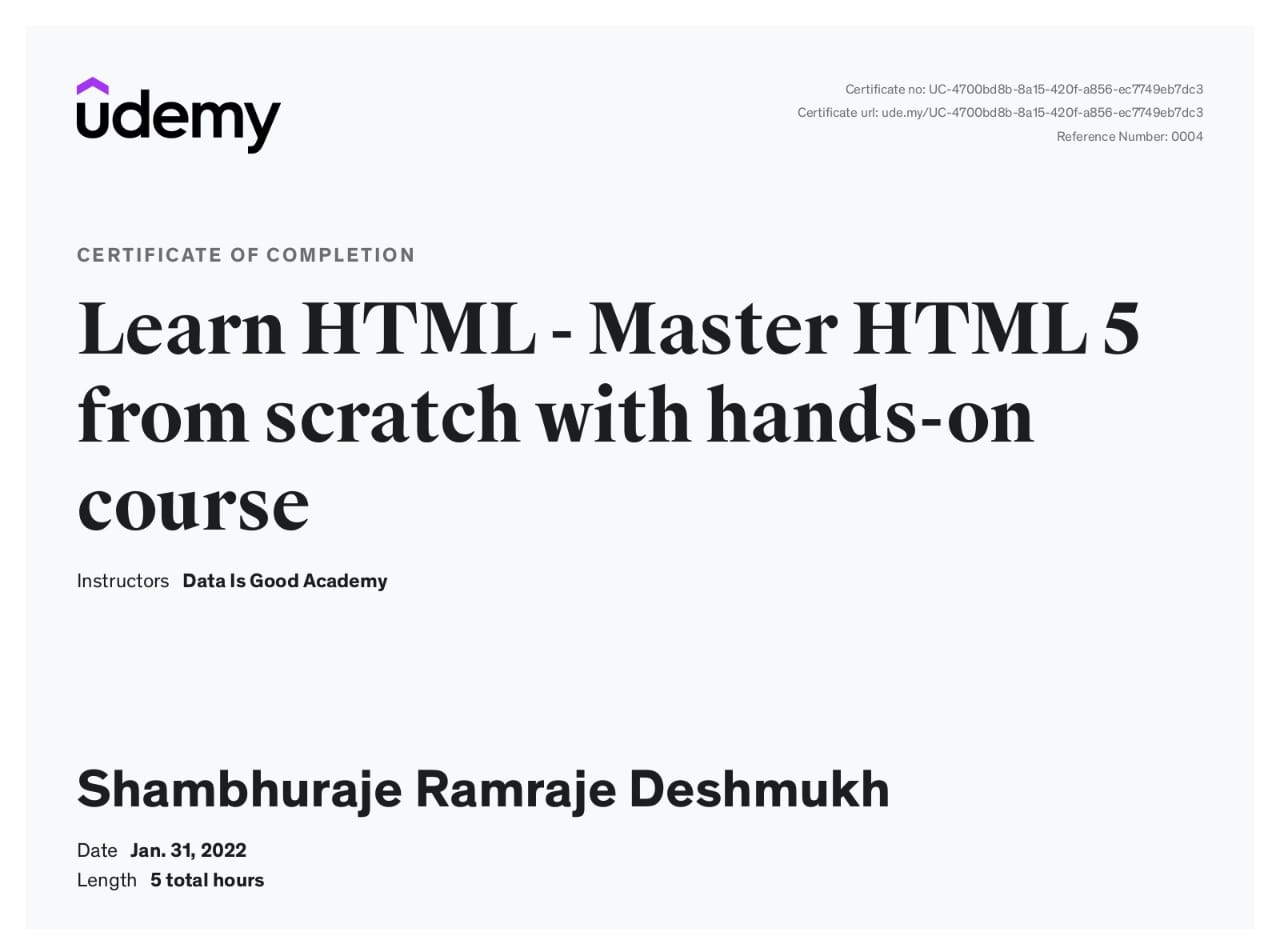 udemy
Certificate no: UC-4700bd8b-8a15-420f-a856-ec7749eb7dc3
Certificate url: ude.my/UC-4700bd8b-8a15-420f-a856-ec7749eb7dc3
Reference Number: 0004
CERTIFICATE OF COMPLETION
Learn HTML - Master HTML 5
from scratch with hands-on
course
Instructors Data Is Good Academy
Shambhuraje Ramraje Deshmukh
Date Jan. 31, 2022
Length 5 total hours